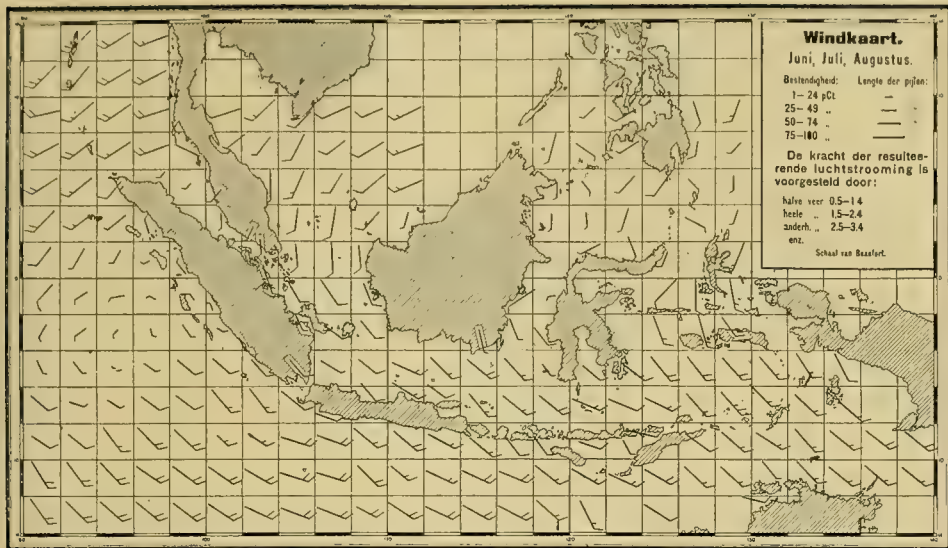 Windkaart.
Juni, Juli, Augustus.
Bestendigheid: Lengte der pijlen:
1-24 pCt.
25-49 „
50-74 „
75-100 „
De kracht der resultee-
rende luchtstrooming is
voorgesteld door:
halve veer 0.5-1.4
heele „ 1.5-2.4
anderh. „ 2.5-3.4
enz.
Schaal van Beaufort.